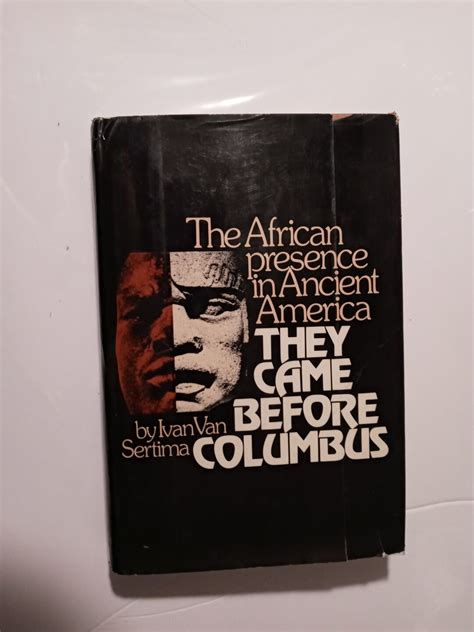 The African
presence
in Ancient
America
THEY
CAME
BEFORE
COLUMBUS
by Ivan Van
Sertima